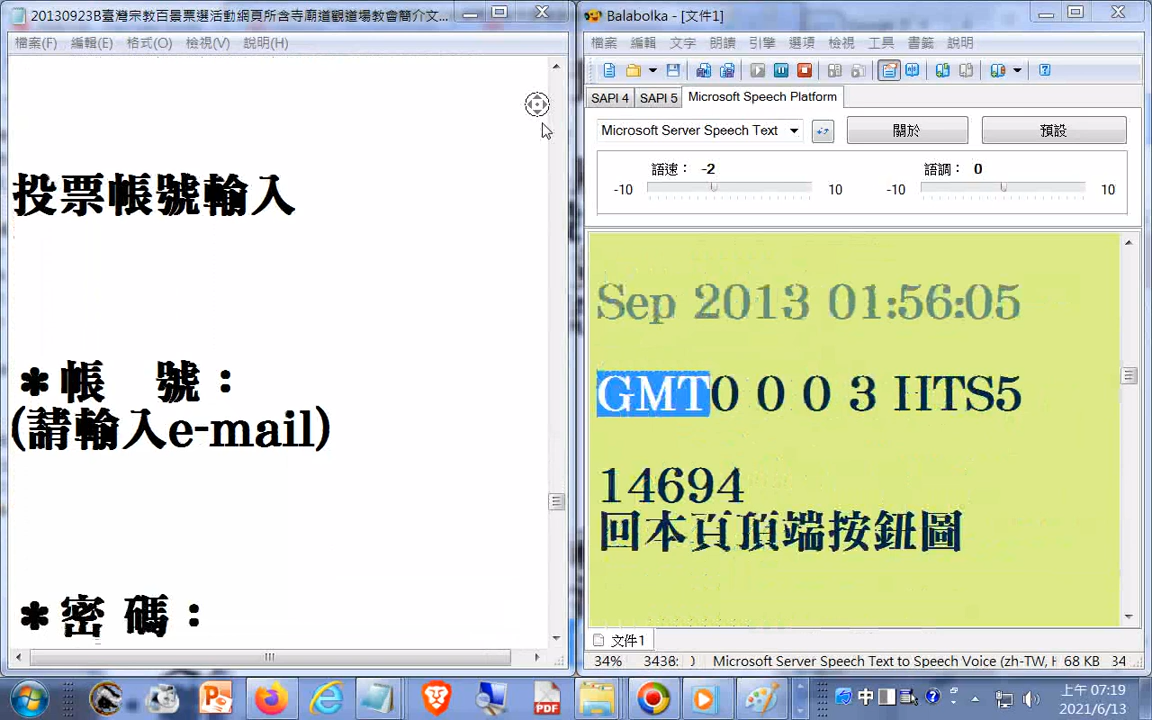 20130923B臺灣宗教百景票選活動網頁所含寺廟道觀道場教會簡介文...
檔案(F) 編輯(E) 格式(O) 檢視(V) 說明(H)
投票帳號輸入
*帳 號：
(請輸入e-mail)
*密 碼：
Balabolka - [文件1]
檔案 編輯 文字 朗讀 引擎 選項 檢視 工具 書籤 說明
SAPI 4 SAPI 5 Microsoft Speech Platform
Microsoft Server Speech Text 關於 預設
語速： -2 語調： 0
-10 10 -10 10
Sep 2013 01:56:05
GMT0 0 0 3 HTS5
14694
回本頁頂端按鈕圖
文件1
34% 3436: Microsoft Server Speech Text to Speech Voice (zh-TW, H 68 KB 34
中
PDF
上午 07:19
2021/6/13